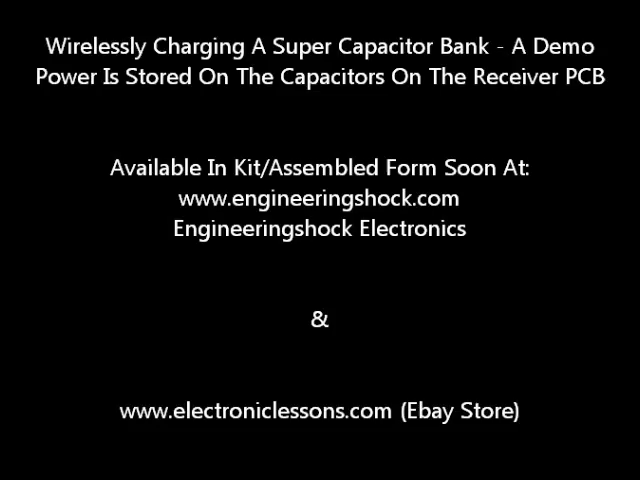 Wirelessly Charging A Super Capacitor Bank - A Demo
Power Is Stored On The Capacitors On The Receiver PCB
Available In Kit/Assembled Form Soon At:
www.engineeringshock.com
Engineeringshock Electronics
&
www.electroniclessons.com (Ebay Store)